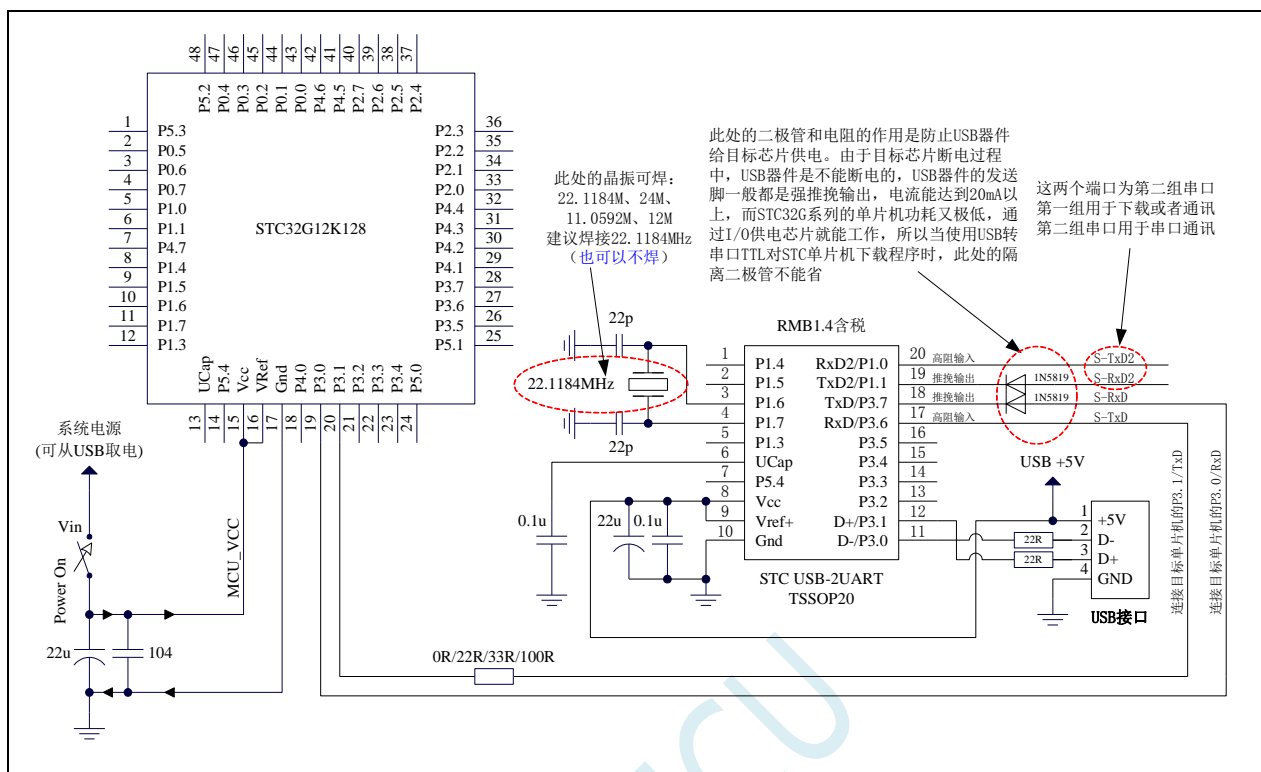 48
47
46
45
44
43
42
41
40
39
38
37
P5.2
P0.4
P0.3
P0.2
P0.1
P0.0
P4.6
P4.5
P2.7
P2.6
P2.5
P2.4
1
2
3
4
5
6
7
8
9
10
11
12
P5.3
P0.5
P0.6
P0.7
P1.0
P1.1
P4.7
P1.4
P1.5
P1.6
P1.7
P1.3
STC32G12K128
P2.3
P2.2
P2.1
P2.0
P4.4
P4.3
P4.2
P4.1
P3.7
P3.6
P3.5
P5.1
36
35
34
33
32
31
30
29
28
27
26
25
UCap
P5.4
Vcc
VRef
Gnd
P4.0
P3.0
P3.1
P3.2
P3.3
P3.4
P5.0
13
14
15
16
17
18
19
20
21
22
23
24
此处的晶振可焊:
22.1184M、24M、
11.0592M、12M
建议焊接22.1184MHz
(也可以不焊)
此处的二极管和电阻的作用是防止USB器件
给目标芯片供电。由于目标芯片断电过程
中，USB器件是不能断电的，USB器件的发送
脚一般都是强推挽输出，电流能达到20mA以
上，而STC32G系列的单片机功耗又极低，通
过I/O供电芯片就能工作，所以当使用USB转
串口TTL对STC单片机下载程序时，此处的隔
离二极管不能省
这两个端口为第二组串口
第一组用于下载或者通讯
第二组串口用于串口通讯
22p
22.1184MHz
22p
RMB1.4含税
1
2
3
4
5
6
7
8
9
10
P1.4
P1.5
P1.6
P1.7
P1.3
UCap
P5.4
Vcc
Vref+
Gnd
RxD2/P1.0
TxD2/P1.1
TxD/P3.7
RxD/P3.6
P3.5
P3.4
P3.3
P3.2
D+/P3.1
D-/P3.0
20
19
18
17
16
15
14
13
12
11
高阻输入
推挽输出
推挽输出
高阻输入
1N5819
1N5819
S-TxD2
S-RxD2
S-RxD
S-TxD
STC USB-2UART
TSSOP20
0.1u
22u
0.1u
USB +5V
22R
22R
1
2
3
4
+5V
D-
D+
GND
USB接口
连接目标单片机的P3.1/TxD
连接目标单片机的P3.0/RxD
系统电源
(可从USB取电)
Vin
Power On
MCU_VCC
22u
104
0R/22R/33R/100R
MCU